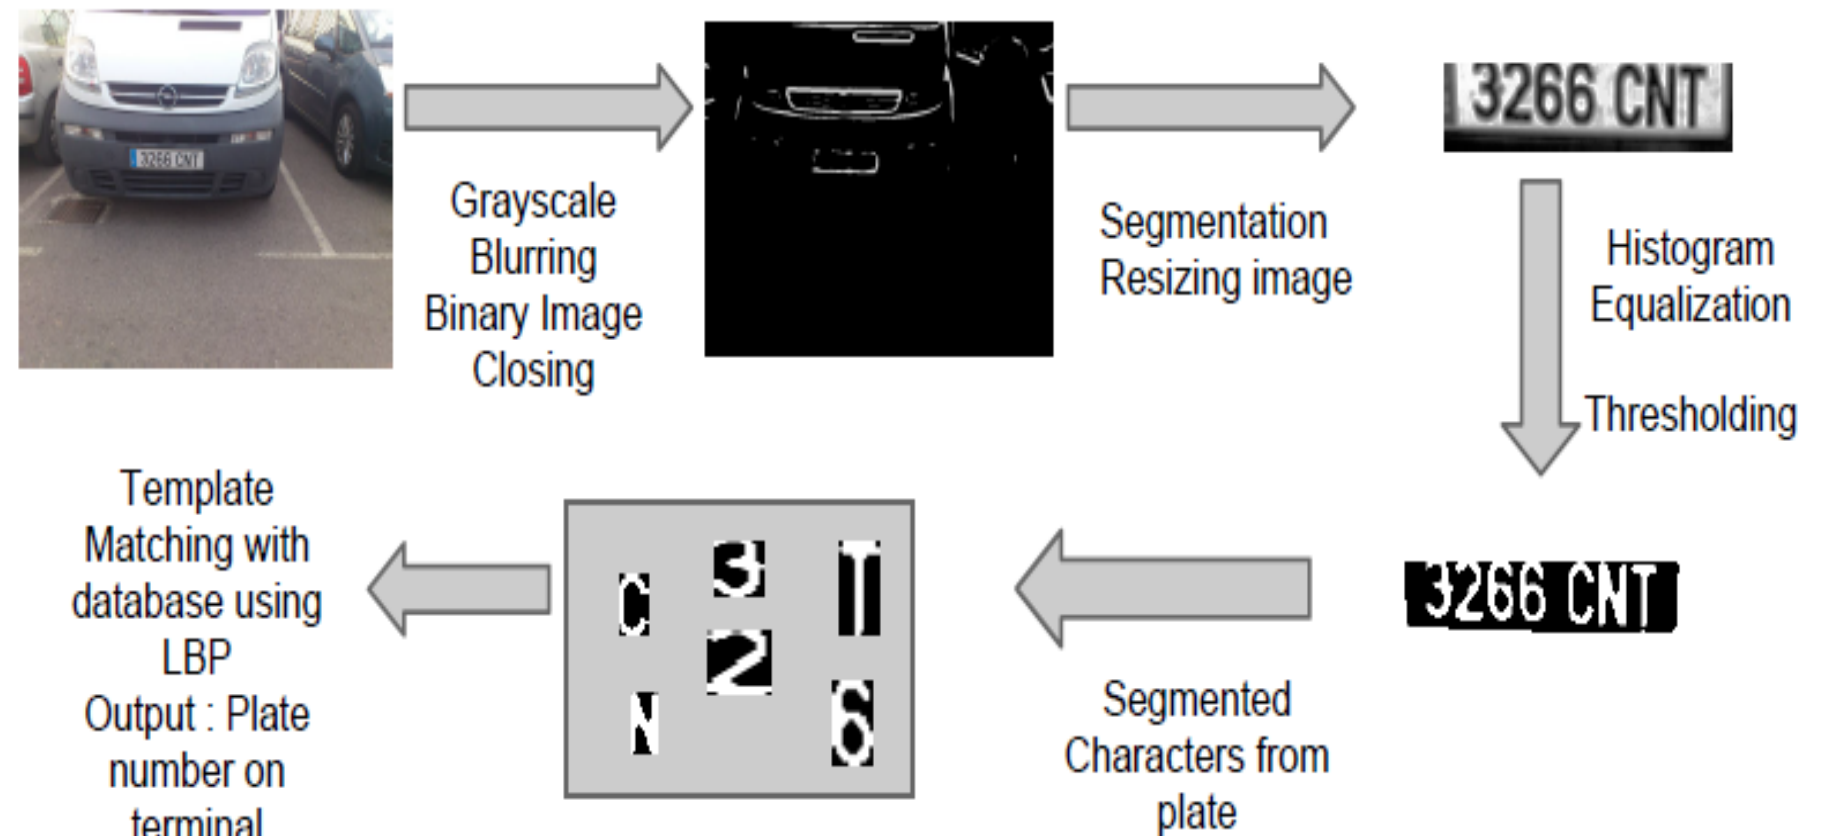 3266 CNT
3266 CNT
Grayscale
Blurring
Binary Image
Closing
Segmentation
Resizing image
Histogram
Equalization
Thresholding
3266 CNT
Segmented
Characters from
plate
C
3
T
2
N
6
Template
Matching with
database using
LBP
Output : Plate
number on
terminal